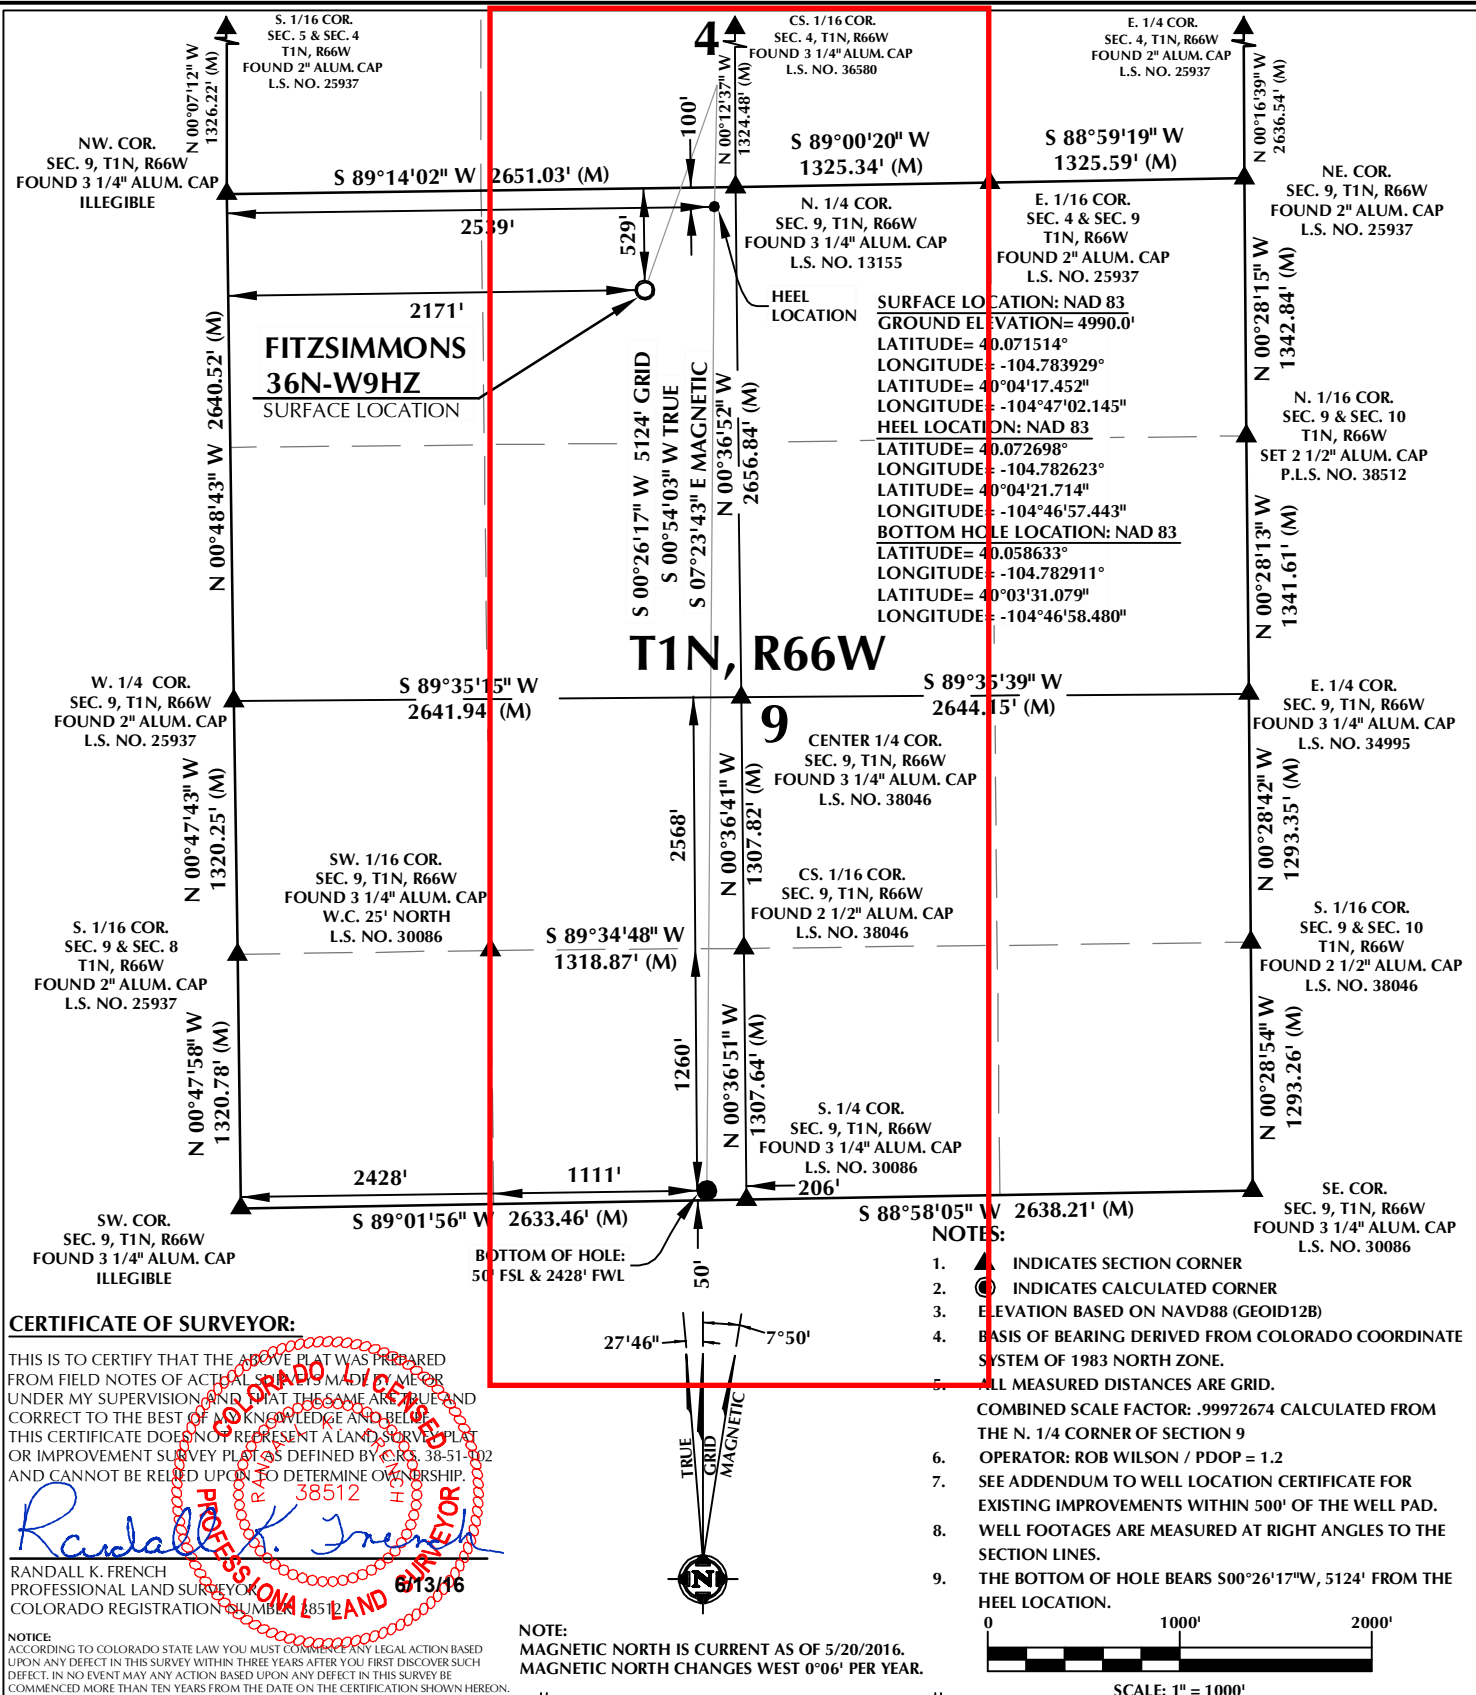 S. 1/16 COR.
SEC. 5 & SEC. 4
T1N, R66W
FOUND 2" ALUM. CAP
L.S. NO. 25937
N 00°07'12" W
1326.22' (M)
4
CS. 1/16 COR.
SEC. 4, T1N, R66W
FOUND 3 1/4" ALUM. CAP
L.S. NO. 36580
N 00°12'37" W
1324.48' (M)
E. 1/4 COR.
SEC. 4, T1N, R66W
FOUND 2" ALUM. CAP
L.S. NO. 25937
N 00°16'39" W
2636.54' (M)
NW. COR.
SEC. 9, T1N, R66W
FOUND 3 1/4" ALUM. CAP
ILLEGIBLE
S 89°14'02" W 2651.03' (M)
100'
S 89°00'20" W
1325.34' (M)
S 88°59'19" W
1325.59' (M)
NE. COR.
SEC. 9, T1N, R66W
FOUND 2" ALUM. CAP
L.S. NO. 25937
2539'
529'
N. 1/4 COR.
SEC. 9, T1N, R66W
FOUND 3 1/4" ALUM. CAP
L.S. NO. 13155
E. 1/16 COR.
SEC. 4 & SEC. 9
T1N, R66W
FOUND 2" ALUM. CAP
L.S. NO. 25937
2171'
HEEL
LOCATION
FITZSIMMONS
36N-W9HZ
SURFACE LOCATION
SURFACE LOCATION: NAD 83
GROUND ELEVATION= 4990.0'
LATITUDE= 40.071514°
LONGITUDE= -104.783929°
LATITUDE= 40°04'17.452"
LONGITUDE= -104°47'02.145"
HEEL LOCATION: NAD 83
LATITUDE= 40.072698°
LONGITUDE= -104.782623°
LATITUDE= 40°04'21.714"
LONGITUDE= -104°46'57.443"
BOTTOM HOLE LOCATION: NAD 83
LATITUDE= 40.058633°
LONGITUDE= -104.782911°
LATITUDE= 40°03'31.079"
LONGITUDE= -104°46'58.480"
N 00°48'43" W 2640.52' (M)
S 00°26'17" W 5124' GRID
S 00°54'03" W TRUE
S 07°23'43" E MAGNETIC
N 00°36'52" W
2656.84' (M)
N 00°28'15" W
1342.84' (M)
N. 1/16 COR.
SEC. 9 & SEC. 10
T1N, R66W
SET 2 1/2" ALUM. CAP
P.L.S. NO. 38512
N 00°28'13" W
1341.61' (M)
T1N, R66W
W. 1/4 COR.
SEC. 9, T1N, R66W
FOUND 2" ALUM. CAP
L.S. NO. 25937
S 89°35'15" W
2641.94' (M)
S 89°35'39" W
2644.15' (M)
E. 1/4 COR.
SEC. 9, T1N, R66W
FOUND 3 1/4" ALUM. CAP
L.S. NO. 34995
9
CENTER 1/4 COR.
SEC. 9, T1N, R66W
FOUND 3 1/4" ALUM. CAP
L.S. NO. 38046
N 00°47'43" W
1320.25' (M)
2568'
N 00°36'41" W
1307.82' (M)
N 00°28'42" W
1293.35' (M)
SW. 1/16 COR.
SEC. 9, T1N, R66W
FOUND 3 1/4" ALUM. CAP
W.C. 25' NORTH
L.S. NO. 30086
CS. 1/16 COR.
SEC. 9, T1N, R66W
FOUND 2 1/2" ALUM. CAP
L.S. NO. 38046
S. 1/16 COR.
SEC. 9 & SEC. 8
T1N, R66W
FOUND 2" ALUM. CAP
L.S. NO. 25937
S 89°34'48" W
1318.87' (M)
S. 1/16 COR.
SEC. 9 & SEC. 10
T1N, R66W
FOUND 2 1/2" ALUM. CAP
L.S. NO. 38046
N 00°47'58" W
1320.78' (M)
1260'
N 00°36'51" W
1307.64' (M)
N 00°28'54" W
1293.26' (M)
S. 1/4 COR.
SEC. 9, T1N, R66W
FOUND 3 1/4" ALUM. CAP
L.S. NO. 30086
2428'
1111'
206'
SW. COR.
SEC. 9, T1N, R66W
FOUND 3 1/4" ALUM. CAP
ILLEGIBLE
S 89°01'56" W 2633.46' (M)
S 88°58'05" W 2638.21' (M)
SE. COR.
SEC. 9, T1N, R66W
FOUND 3 1/4" ALUM. CAP
L.S. NO. 30086
BOTTOM OF HOLE:
50' FSL & 2428' FWL
50'
NOTES:
1. INDICATES SECTION CORNER
2. INDICATES CALCULATED CORNER
3. ELEVATION BASED ON NAVD88 (GEOID12B)
4. BASIS OF BEARING DERIVED FROM COLORADO COORDINATE
SYSTEM OF 1983 NORTH ZONE.
5. ALL MEASURED DISTANCES ARE GRID.
COMBINED SCALE FACTOR: .99972674 CALCULATED FROM
THE N. 1/4 CORNER OF SECTION 9
6. OPERATOR: ROB WILSON / PDOP = 1.2
7. SEE ADDENDUM TO WELL LOCATION CERTIFICATE FOR
EXISTING IMPROVEMENTS WITHIN 500' OF THE WELL PAD.
8. WELL FOOTAGES ARE MEASURED AT RIGHT ANGLES TO THE
SECTION LINES.
9. THE BOTTOM OF HOLE BEARS S00°26'17"W, 5124' FROM THE
HEEL LOCATION.
27'46"
7°50'
TRUE
GRID
MAGNETIC
N
CERTIFICATE OF SURVEYOR:
THIS IS TO CERTIFY THAT THE ABOVE PLAT WAS PREPARED
FROM FIELD NOTES OF ACTUAL SURVEYS MADE BY ME OR
UNDER MY SUPERVISION AND THAT THE SAME ARE TRUE AND
CORRECT TO THE BEST OF MY KNOWLEDGE AND BELIEF.
THIS CERTIFICATE DOES NOT REPRESENT A LAND SURVEY PLAT
OR IMPROVEMENT SURVEY PLAT AS DEFINED BY C.R.S. 38-51-102
AND CANNOT BE RELIED UPON TO DETERMINE OWNERSHIP.
COLORADO LICENSED
PROFESSIONAL LAND SURVEYOR
RANDALL K. FRENCH
38512
Randall K. French
6/13/16
RANDALL K. FRENCH
PROFESSIONAL LAND SURVEYOR
COLORADO REGISTRATION NUMBER 38512
NOTICE:
ACCORDING TO COLORADO STATE LAW YOU MUST COMMENCE ANY LEGAL ACTION BASED
UPON ANY DEFECT IN THIS SURVEY WITHIN THREE YEARS AFTER YOU FIRST DISCOVER SUCH
DEFECT. IN NO EVENT MAY ANY ACTION BASED UPON ANY DEFECT IN THIS SURVEY BE
COMMENCED MORE THAN TEN YEARS FROM THE DATE ON THE CERTIFICATION SHOWN HEREON.
NOTE:
MAGNETIC NORTH IS CURRENT AS OF 5/20/2016.
MAGNETIC NORTH CHANGES WEST 0°06' PER YEAR.
0 1000' 2000'
SCALE: 1" = 1000'